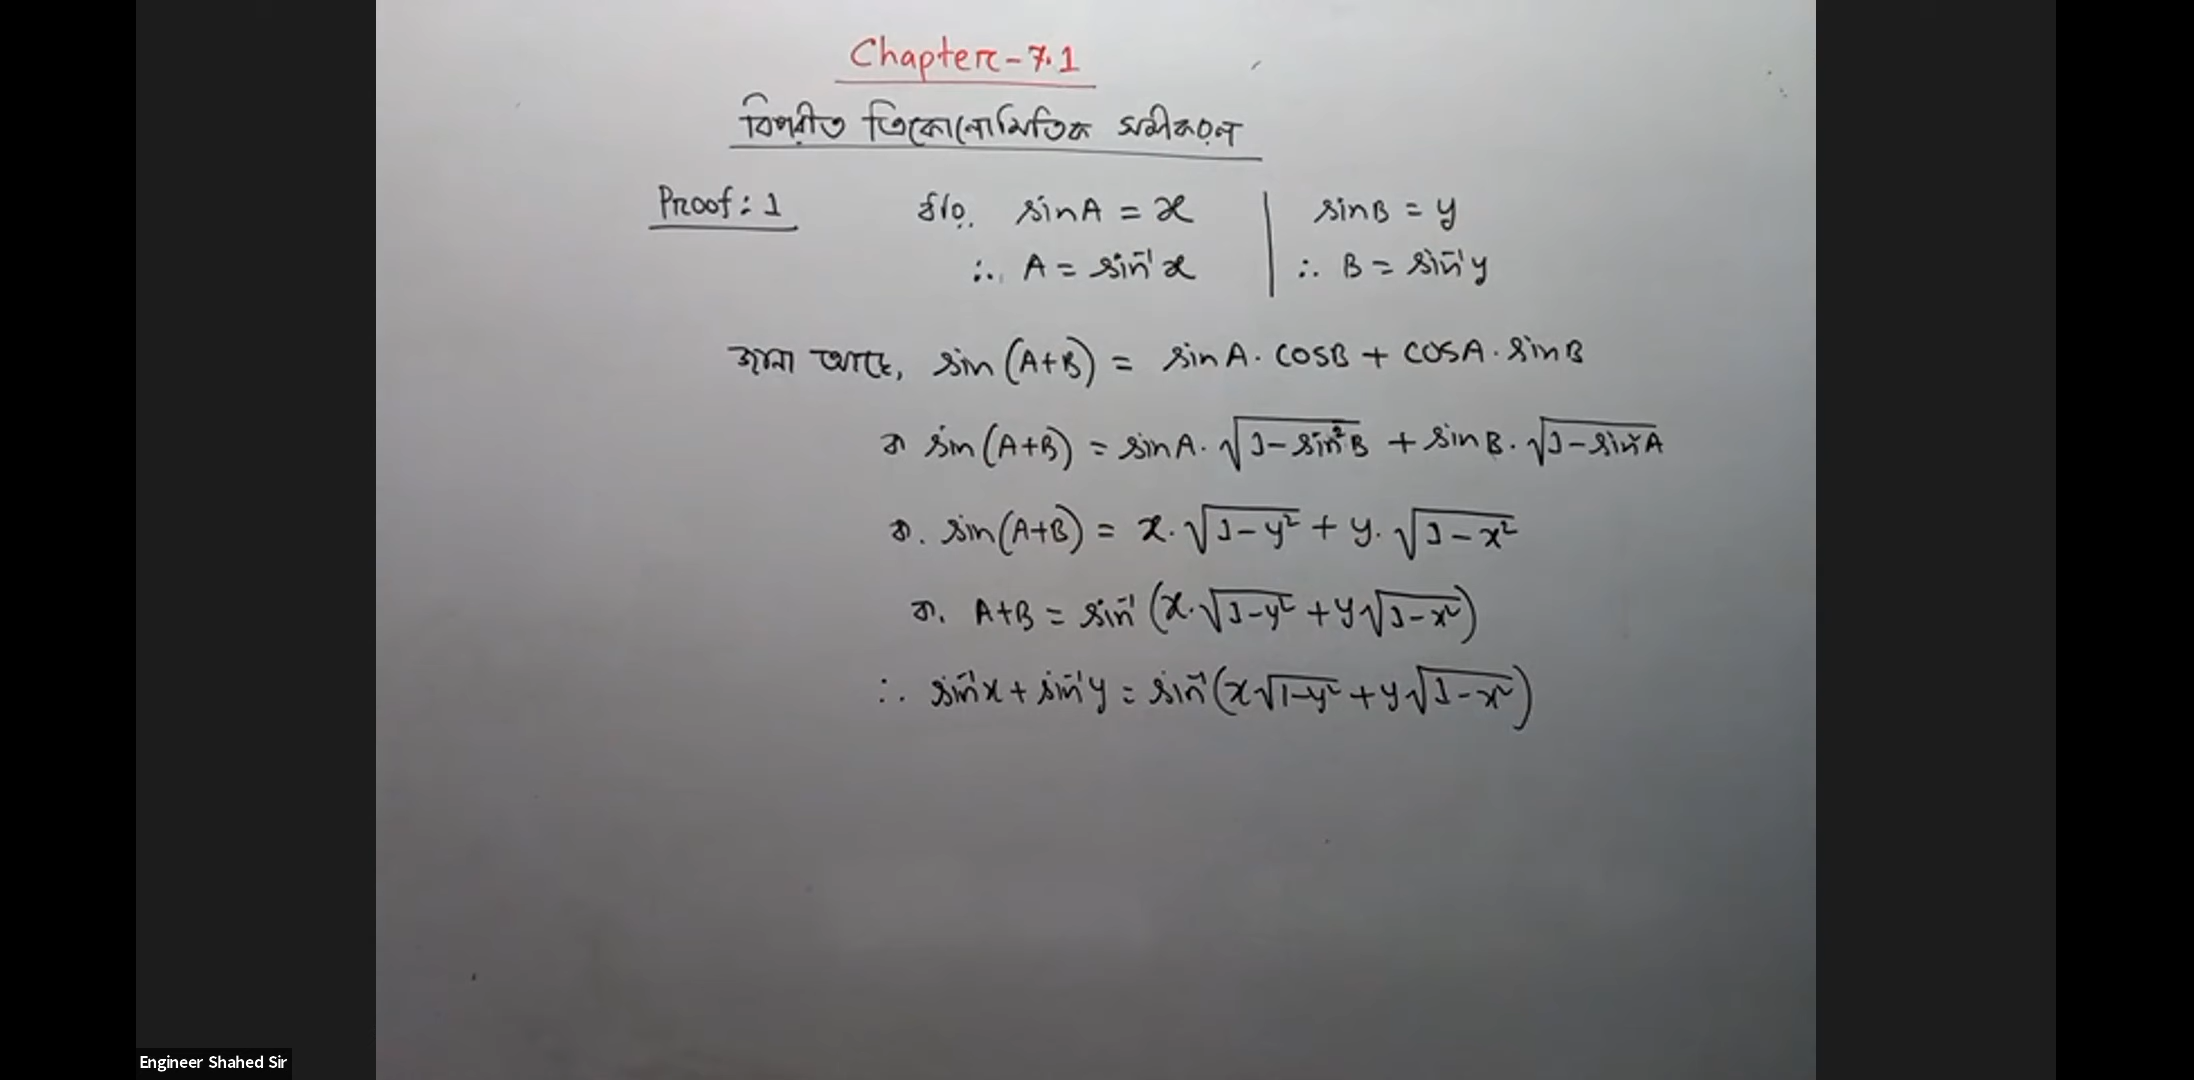 Chapter-7.1
বিপরীত ত্রিকোনোমিতিক সমীকরণ
Proof: 1
ধরি, sinA = x | sinB = y
∴ A = sin⁻¹x | ∴ B = sin⁻¹y
জানা আছে, sin(A+B) = sinA. cosB + cosA. sinB
বা sin(A+B) = sinA. √(1-sin²B) + sinB. √(1-sin²A)
বা. sin(A+B) = x. √(1-y²) + y. √(1-x²)
বা. A+B = sin⁻¹(x.√(1-y²) + y√(1-x²))
∴ sin⁻¹x + sin⁻¹y = sin⁻¹(x√(1-y²) + y√(1-x²))
Engineer Shahed Sir